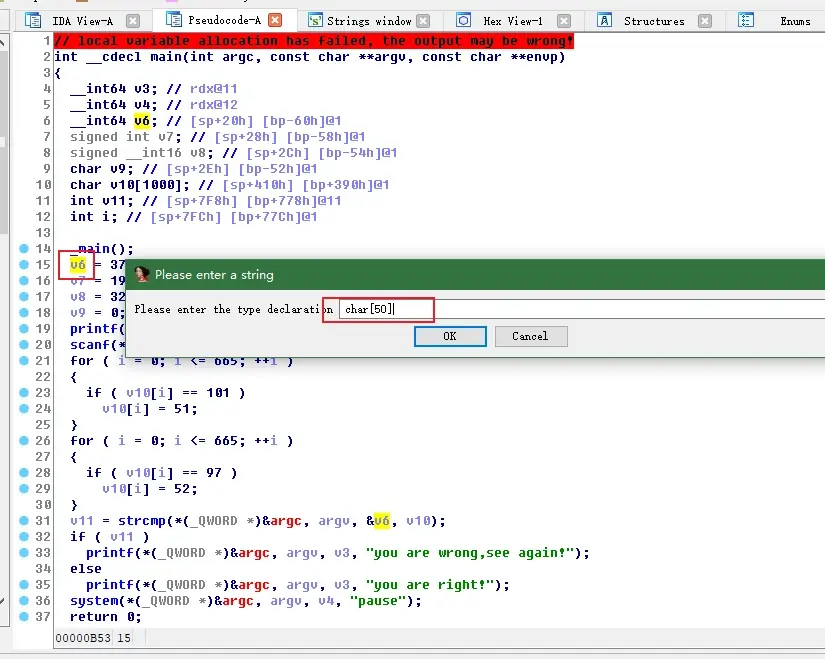 IDA View-A Pseudocode-A Strings window Hex View-1 Structures Enums
1 // local variable allocation has failed, the output may be wrong!
2 int __cdecl main(int argc, const char **argv, const char **envp)
3 {
4 __int64 v3; // rdx@11
5 __int64 v4; // rdx@12
6 __int64 v6; // [sp+20h] [bp-60h]@1
7 signed int v7; // [sp+28h] [bp-58h]@1
8 signed __int16 v8; // [sp+2Ch] [bp-54h]@1
9 char v9; // [sp+2Eh] [bp-52h]@1
10 char v10[1000]; // [sp+410h] [bp+390h]@1
11 int v11; // [sp+7F8h] [bp+778h]@11
12 int i; // [sp+7FCh] [bp+77Ch]@1
13
14 _main();
15 v6 = 37
16 v7 = 19
17 v8 = 32
18 v9 = 0;
19 printf(
20 scanf(*
Please enter a string
Please enter the type declaration char[50]
OK Cancel
21 for ( i = 0; i <= 665; ++i )
22 {
23 if ( v10[i] == 101 )
24 v10[i] = 51;
25 }
26 for ( i = 0; i <= 665; ++i )
27 {
28 if ( v10[i] == 97 )
29 v10[i] = 52;
30 }
31 v11 = strcmp(*(_QWORD *)&argc, argv, &v6, v10);
32 if ( v11 )
33 printf(*(_QWORD *)&argc, argv, v3, "you are wrong,see again!");
34 else
35 printf(*(_QWORD *)&argc, argv, v3, "you are right!");
36 system(*(_QWORD *)&argc, argv, v4, "pause");
37 return 0;
00000B53 15